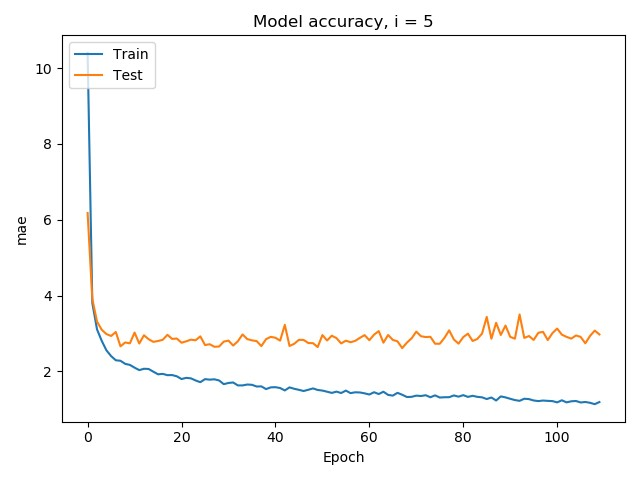 Model accuracy, i = 5
Train
Test
10
8
6
4
2
mae
0 20 40 60 80 100
Epoch